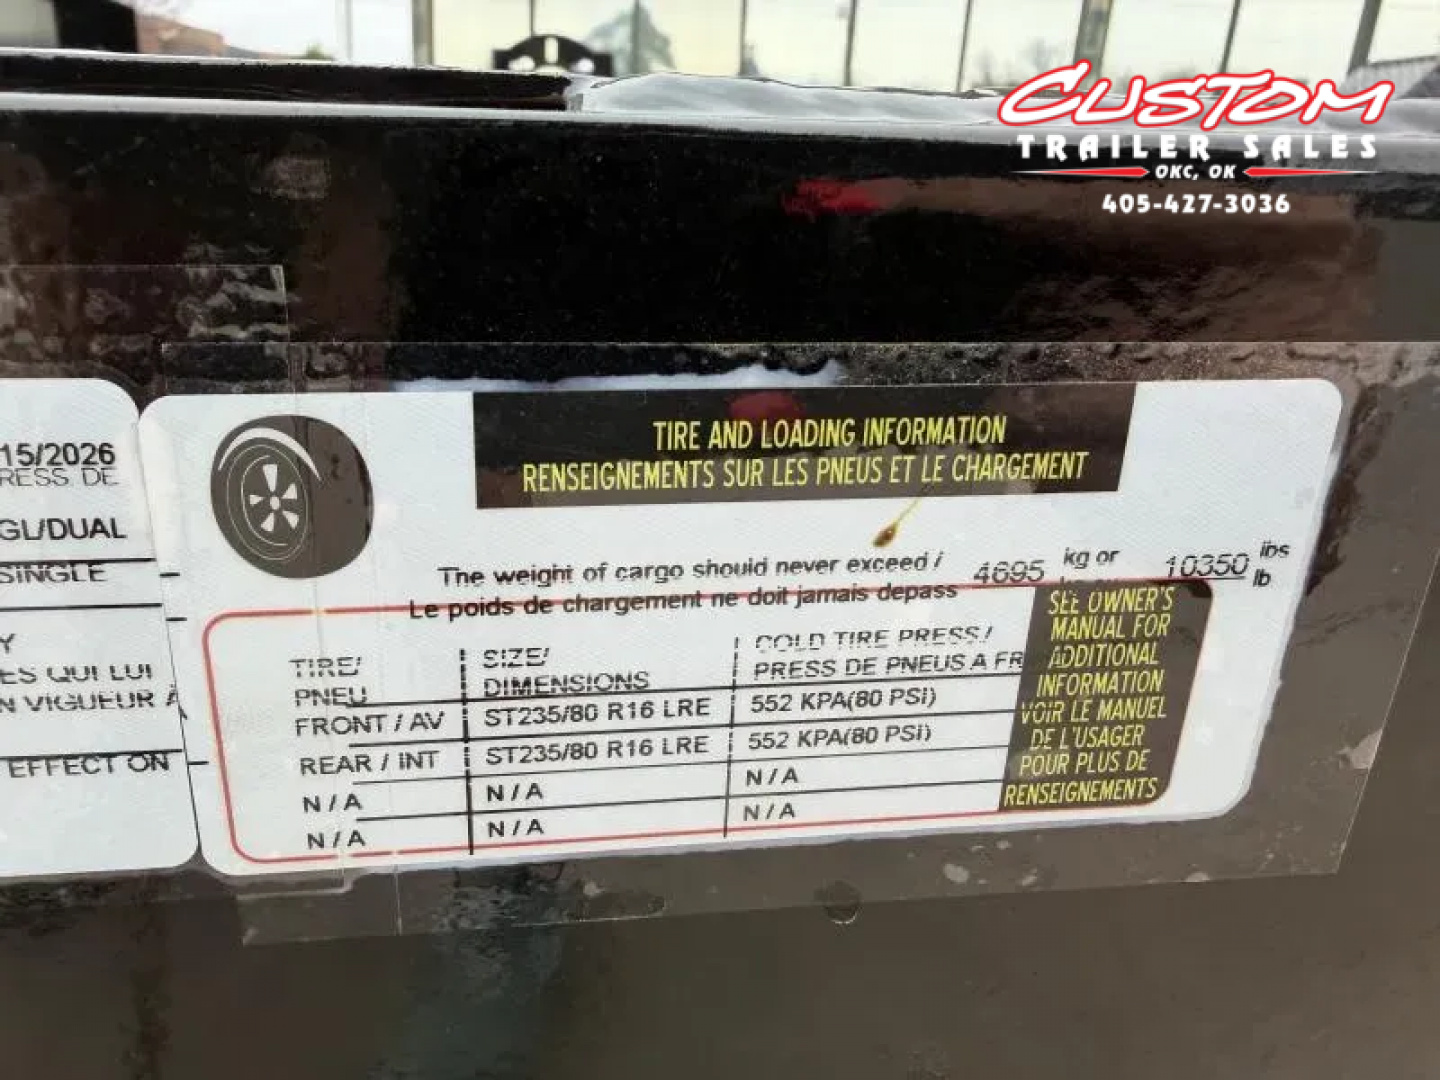 CUSTOM
TRAILER SALES
OKC, OK
405-427-3036
15/2026
RESS. DE
GL/DUAL
SINGLE
Y
ES QUI LUI
N VIGUEUR À
EFFECT ON
TIRE AND LOADING INFORMATION
RENSEIGNEMENTS SUR LES PNEUS ET LE CHARGEMENT
The weight of cargo should never exceed / 4695 kg or 10350 lbs
Le poids de chargement ne doit jamais depass lb
TIRE/ SIZE/ COLD TIRE PRESS/
PNEU DIMENSIONS PRESS DE PNEUS A FR
FRONT / AV ST235/80 R16 LRE 552 KPA(80 PSI)
REAR / INT ST235/80 R16 LRE 552 KPA(80 PSI)
N / A N / A N / A
N / A N / A N / A
SEE OWNER'S
MANUAL FOR
ADDITIONAL
INFORMATION
VOIR LE MANUEL
DE L'USAGER
POUR PLUS DE
RENSEIGNEMENTS